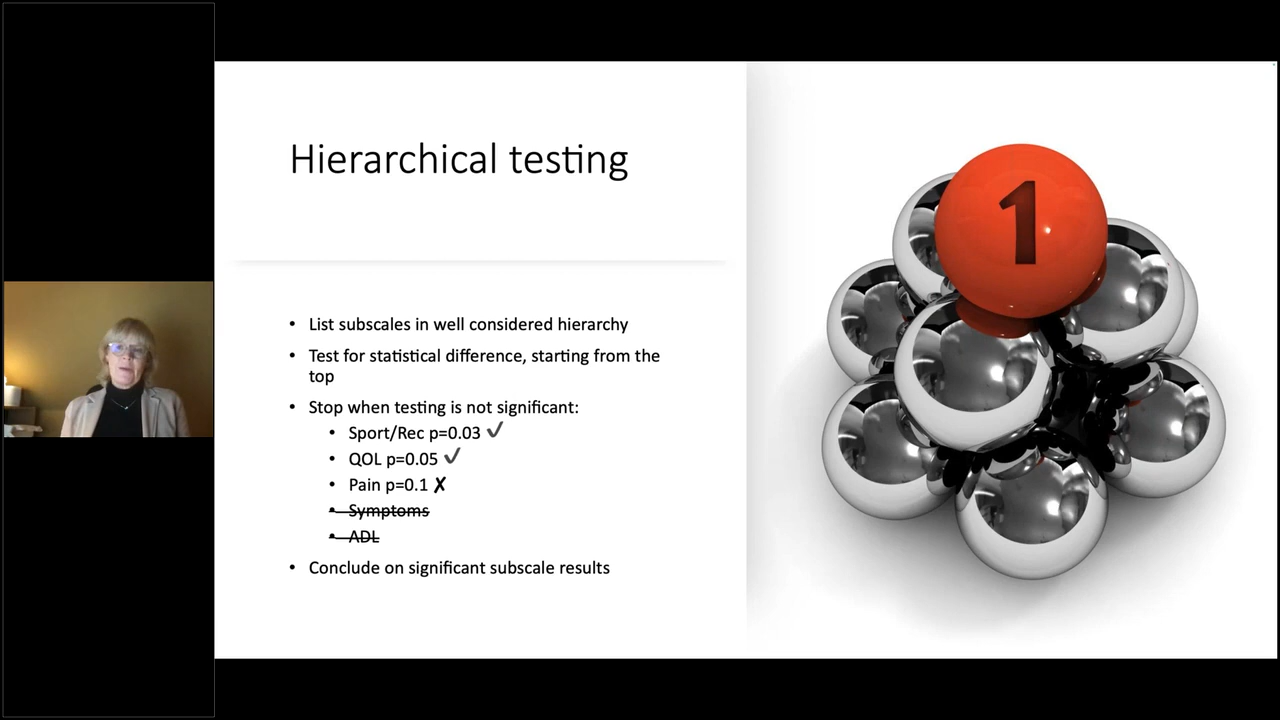 Hierarchical testing
1
• List subscales in well considered hierarchy
• Test for statistical difference, starting from the
top
• Stop when testing is not significant:
• Sport/Rec p=0.03 ✓
• QOL p=0.05 ✓
• Pain p=0.1 ✗
• Symptoms
• ADL
• Conclude on significant subscale results